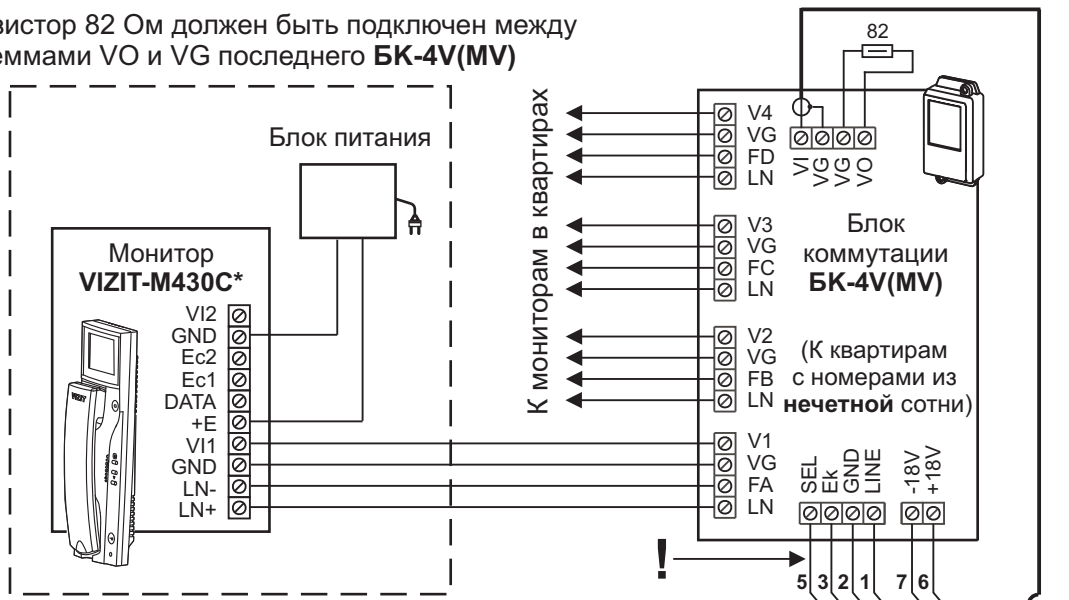 зистор 82 Ом должен быть подключен между
еммами VO и VG последнего БК-4V(MV)
82
Блок питания
К мониторам в квартирах
V4
VG
FD
LN
VI
VG
VG
VO
V3
VG
FC
LN
Блок
коммутации
БК-4V(MV)
Монитор
VIZIT-M430C*
VI2
GND
Ec2
Ec1
DATA
+E
VI1
GND
LN-
LN+
VIZIT
V2
VG
FB
LN
(К квартирам
с номерами из
нечетной сотни)
V1
VG
FA
LN
SEL
Ek
GND
LINE
-18V
+18V
!
5 3 2 1 7 6